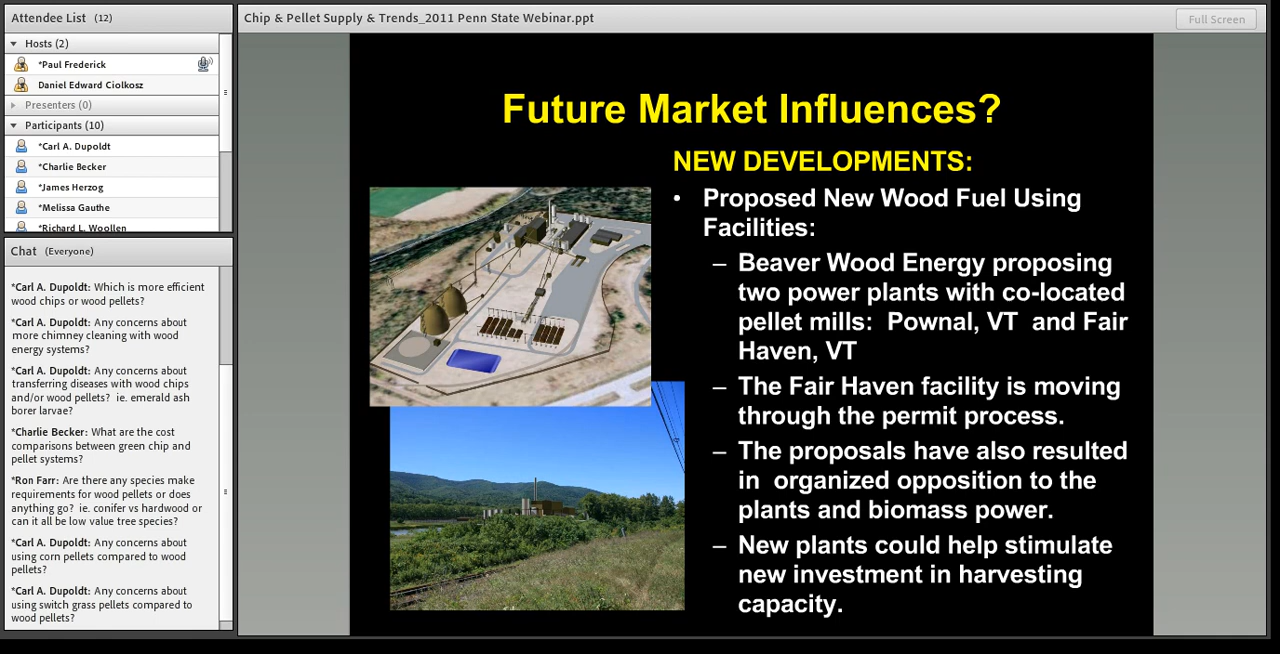 Attendee List (12)
Hosts (2)
*Paul Frederick
Daniel Edward Ciolkosz
Presenters (0)
Participants (10)
*Carl A. Dupoldt
*Charlie Becker
*James Herzog
*Melissa Gauthe
*Richard L. Woollen
Chat (Everyone)
*Carl A. Dupoldt: Which is more efficient
wood chips or wood pellets?
*Carl A. Dupoldt: Any concerns about
more chimney cleaning with wood
energy systems?
*Carl A. Dupoldt: Any concerns about
transferring diseases with wood chips
and/or wood pellets? ie. emerald ash
borer larvae?
*Charlie Becker: What are the cost
comparisons between green chip and
pellet systems?
*Ron Farr: Are there any species make
requirements for wood pellets or does
anything go? ie. conifer vs hardwood or
can it all be low value tree species?
*Carl A. Dupoldt: Any concerns about
using corn pellets compared to wood
pellets?
*Carl A. Dupoldt: Any concerns about
using switch grass pellets compared to
wood pellets?
Chip & Pellet Supply & Trends_2011 Penn State Webinar.ppt
Full Screen
Future Market Influences?
NEW DEVELOPMENTS:
• Proposed New Wood Fuel Using
Facilities:
– Beaver Wood Energy proposing
two power plants with co-located
pellet mills: Pownal, VT and Fair
Haven, VT
– The Fair Haven facility is moving
through the permit process.
– The proposals have also resulted
in organized opposition to the
plants and biomass power.
– New plants could help stimulate
new investment in harvesting
capacity.